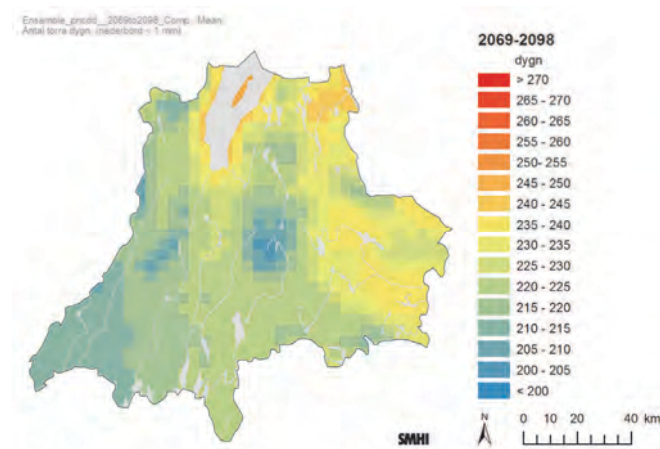 Ensemble_pncdd__2069to2098_Comp. Mean.
Antal torra dygn, (nederbörd < 1 mm)
2069-2098
dygn
> 270
265 - 270
260 - 265
255 - 260
250- 255
245 - 250
240 - 245
235 - 240
230 - 235
225 - 230
220 - 225
215 - 220
210 - 215
205 - 210
200 - 205
< 200
SMHI
N
0 10 20 40 km